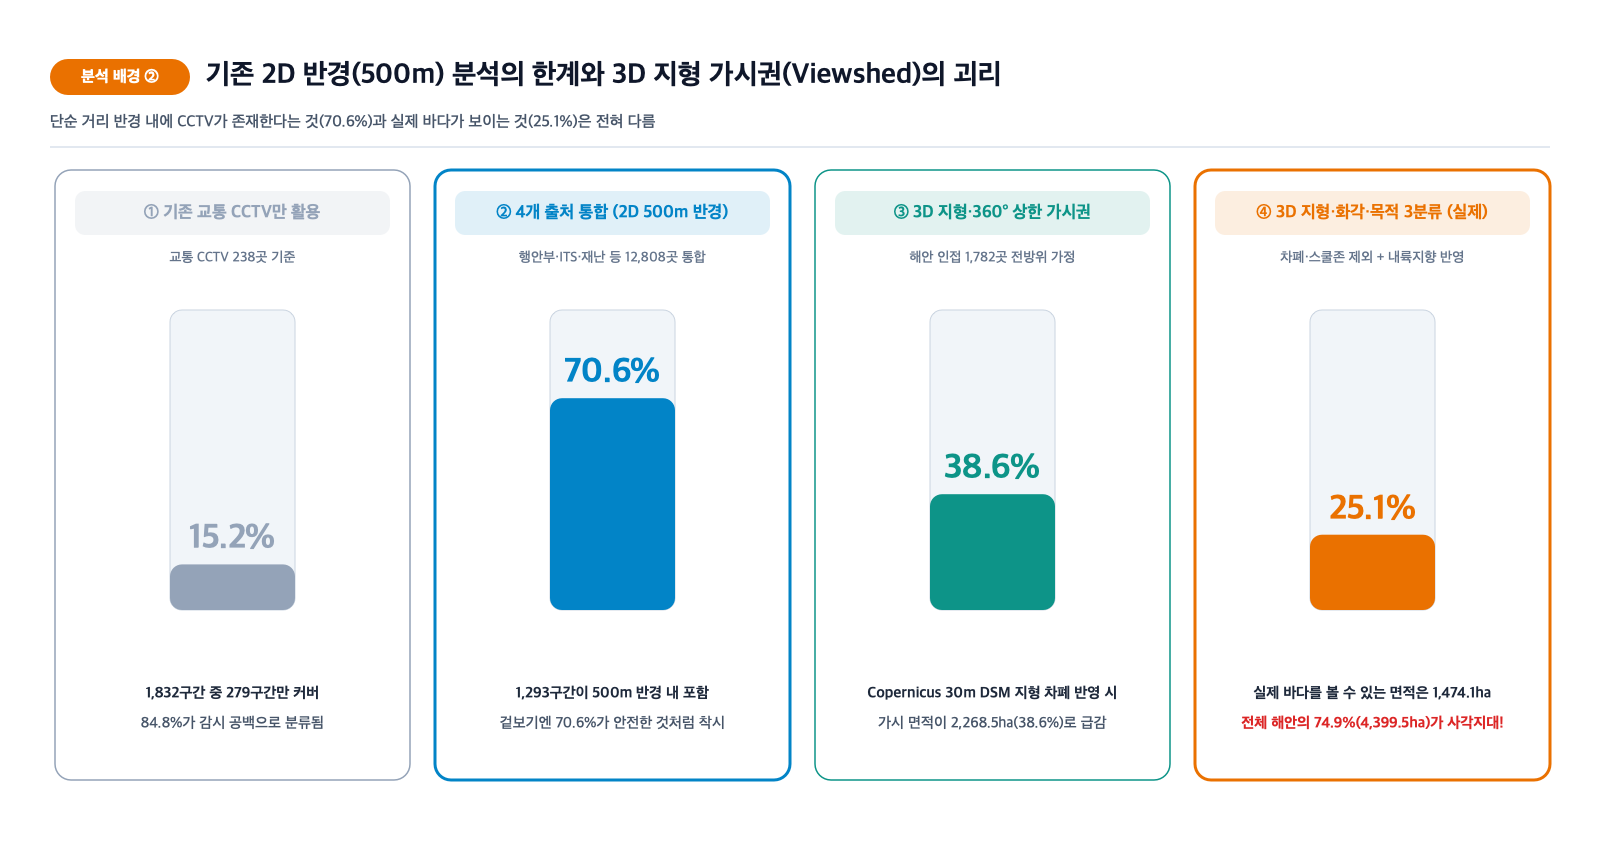 분석 배경 ②
기존 2D 반경(500m) 분석의 한계와 3D 지형 가시권(Viewshed)의 괴리
단순 거리 반경 내에 CCTV가 존재한다는 것(70.6%)과 실제 바다가 보이는 것(25.1%)은 전혀 다름
① 기존 교통 CCTV만 활용
교통 CCTV 238곳 기준
15.2%
1,832구간 중 279구간만 커버
84.8%가 감시 공백으로 분류됨
② 4개 출처 통합 (2D 500m 반경)
행안부·ITS·재난 등 12,808곳 통합
70.6%
1,293구간이 500m 반경 내 포함
겉보기엔 70.6%가 안전한 것처럼 착시
③ 3D 지형·360° 상한 가시권
해안 인접 1,782곳 전방위 가정
38.6%
Copernicus 30m DSM 지형 차폐 반영 시
가시 면적이 2,268.5ha(38.6%)로 급감
④ 3D 지형·화각·목적 3분류 (실제)
차폐·스쿨존 제외 + 내륙지향 반영
25.1%
실제 바다를 볼 수 있는 면적은 1,474.1ha
전체 해안의 74.9%(4,399.5ha)가 사각지대!